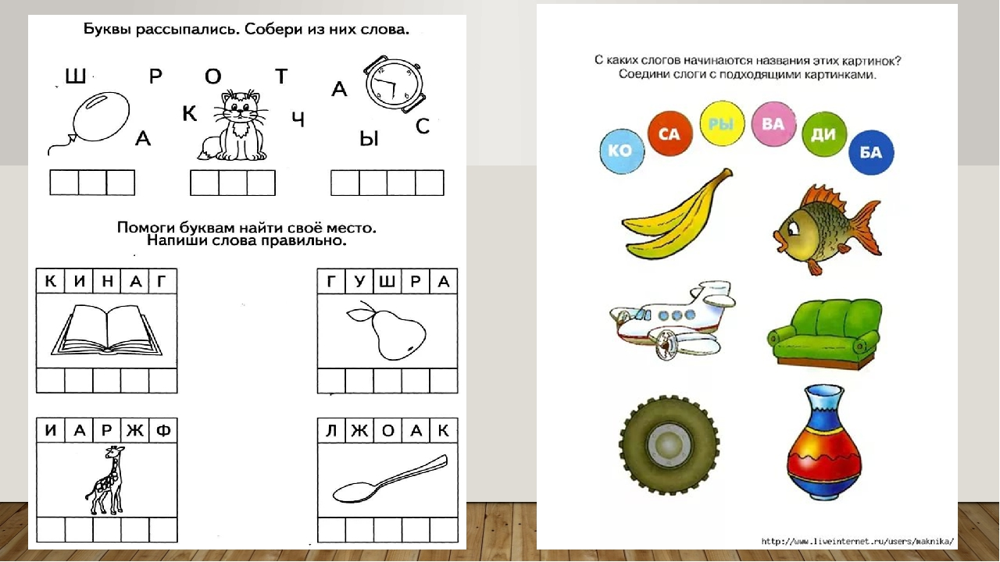 Буквы рассыпались. Собери из них слова.
Ш Р О Т
А
К Ч
А Ы С
Помоги буквам найти своё место.
Напиши слова правильно.
К И Н А Г
Г У Ш Р А
И А Р Ж Ф
Л Ж О А К
С каких слогов начинаются названия этих картинок?
Соедини слоги с подходящими картинками.
КО СА РЫ ВА ДИ БА
http://www.liveinternet.ru/users/maknika/